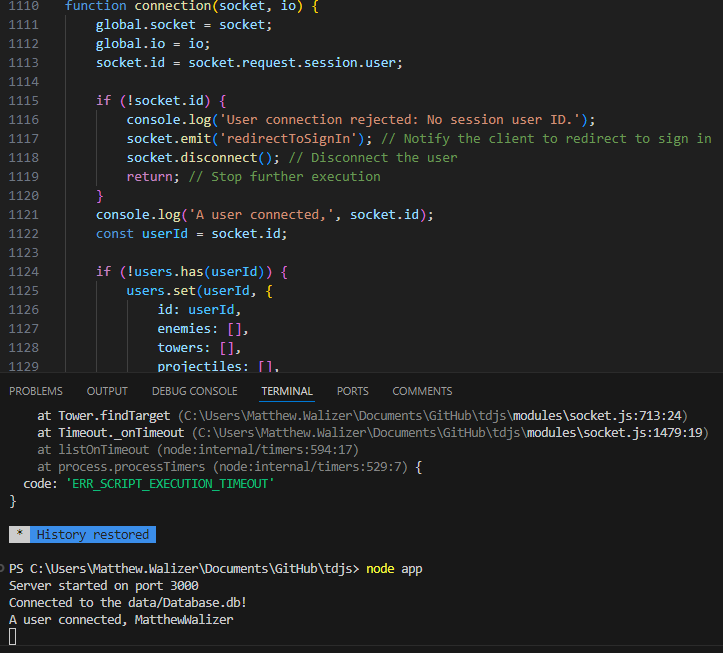 1110 function connection(socket, io) {
1111 global.socket = socket;
1112 global.io = io;
1113 socket.id = socket.request.session.user;
1114
1115 if (!socket.id) {
1116 console.log('User connection rejected: No session user ID.');
1117 socket.emit('redirectToSignIn'); // Notify the client to redirect to sign in
1118 socket.disconnect(); // Disconnect the user
1119 return; // Stop further execution
1120 }
1121 console.log('A user connected,', socket.id);
1122 const userId = socket.id;
1123
1124 if (!users.has(userId)) {
1125 users.set(userId, {
1126 id: userId,
1127 enemies: [],
1128 towers: [],
1129 projectiles: [],
PROBLEMS OUTPUT DEBUG CONSOLE TERMINAL PORTS COMMENTS
at Tower.findTarget (C:\Users\Matthew.Walizer\Documents\GitHub\tdjs\modules\socket.js:713:24)
at Timeout._onTimeout (C:\Users\Matthew.Walizer\Documents\GitHub\tdjs\modules\socket.js:1479:19)
at listOnTimeout (node:internal/timers:594:17)
at process.processTimers (node:internal/timers:529:7) {
code: 'ERR_SCRIPT_EXECUTION_TIMEOUT'
}
* History restored
PS C:\Users\Matthew.Walizer\Documents\GitHub\tdjs> node app
Server started on port 3000
Connected to the data/Database.db!
A user connected, MatthewWalizer